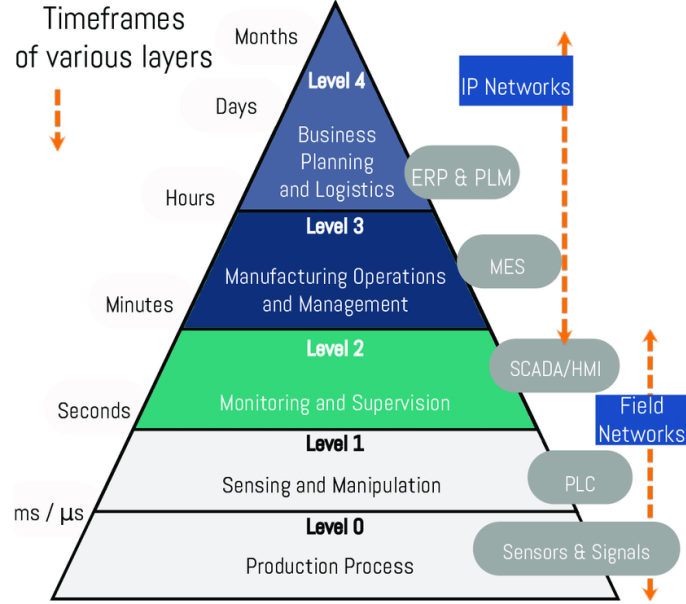 Timeframes
of various layers
Months
Days
Hours
Minutes
Seconds
ms / μs
Level 4
Business
Planning
and Logistics
Level 3
Manufacturing Operations
and Management
Level 2
Monitoring and Supervision
Level 1
Sensing and Manipulation
Level 0
Production Process
IP Networks
ERP & PLM
MES
SCADA/HMI
Field
Networks
PLC
Sensors & Signals